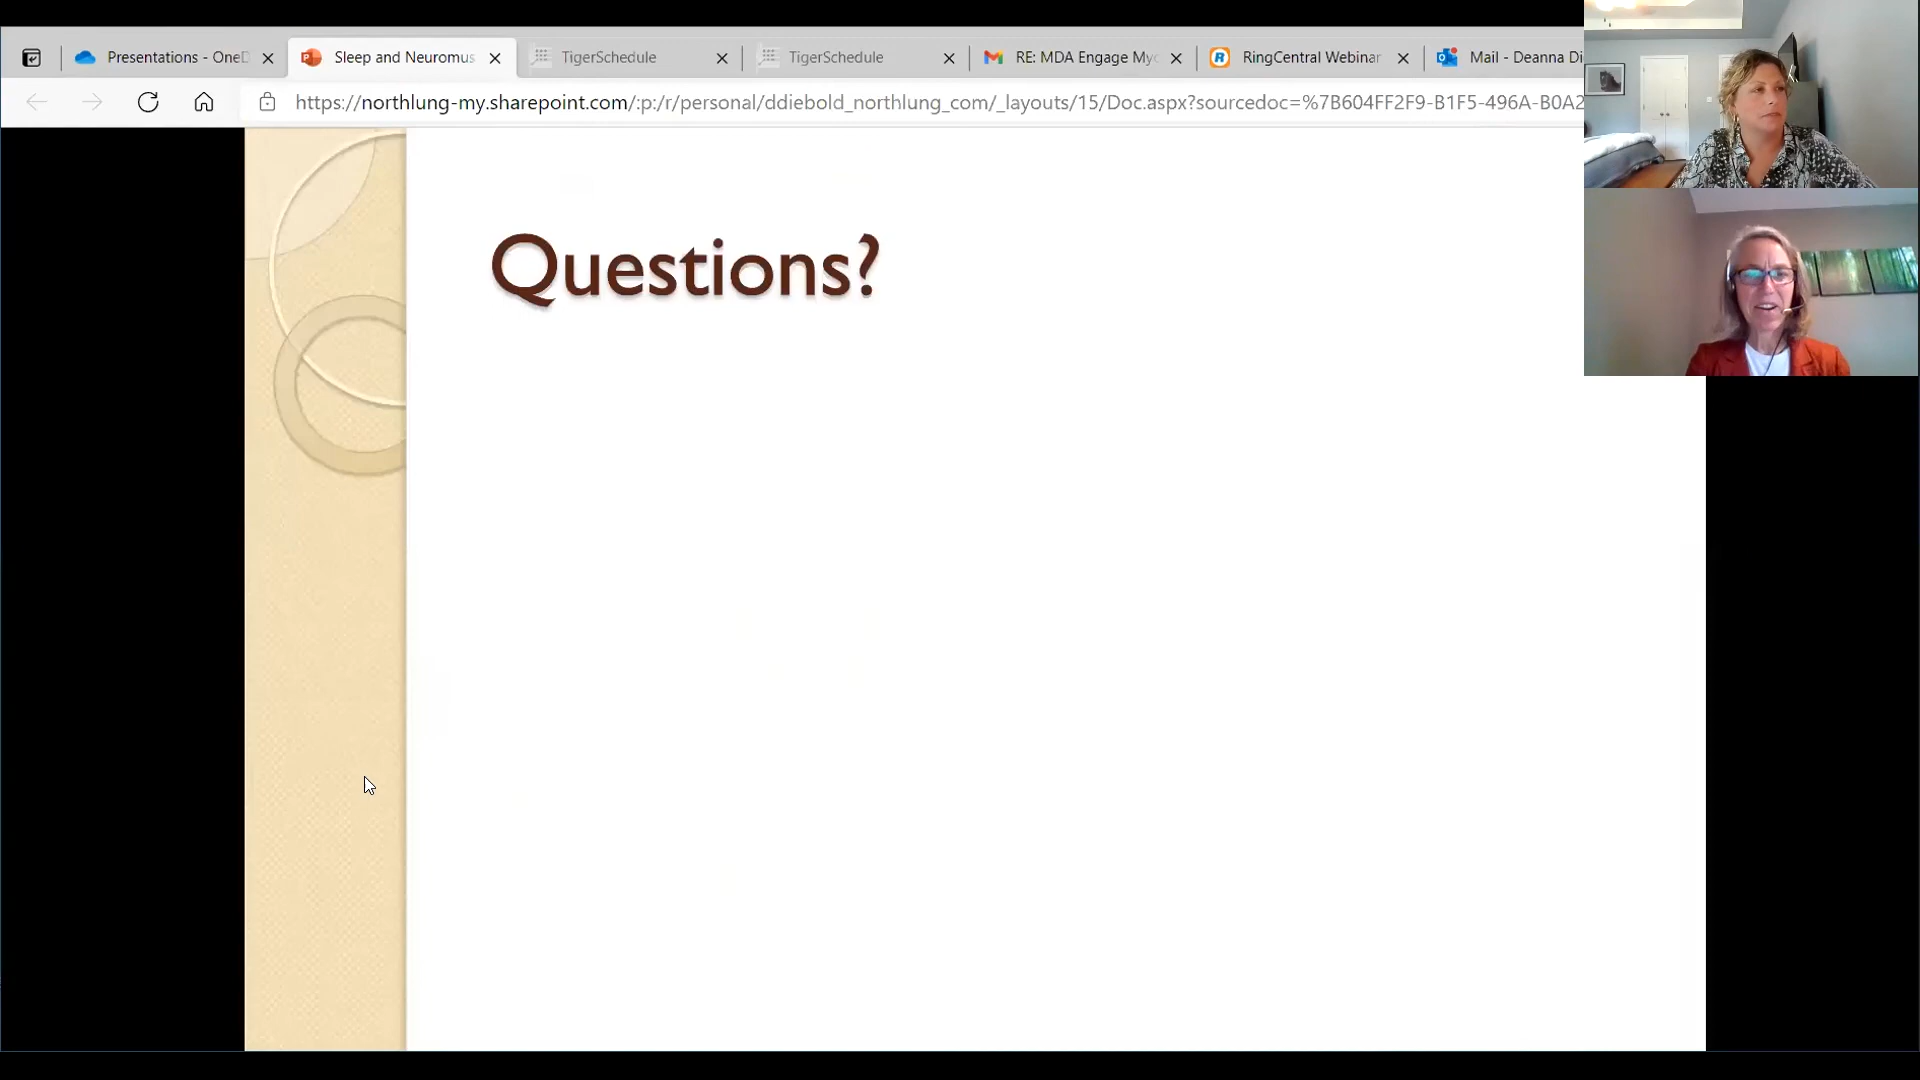 Presentations - OneD
Sleep and Neuromus
TigerSchedule
TigerSchedule
RE: MDA Engage Myo
RingCentral Webinar
Mail - Deanna Di
https://northlung-my.sharepoint.com/:p:/r/personal/ddiebold_northlung_com/_layouts/15/Doc.aspx?sourcedoc=%7B604FF2F9-B1F5-496A-B0A2
Questions?